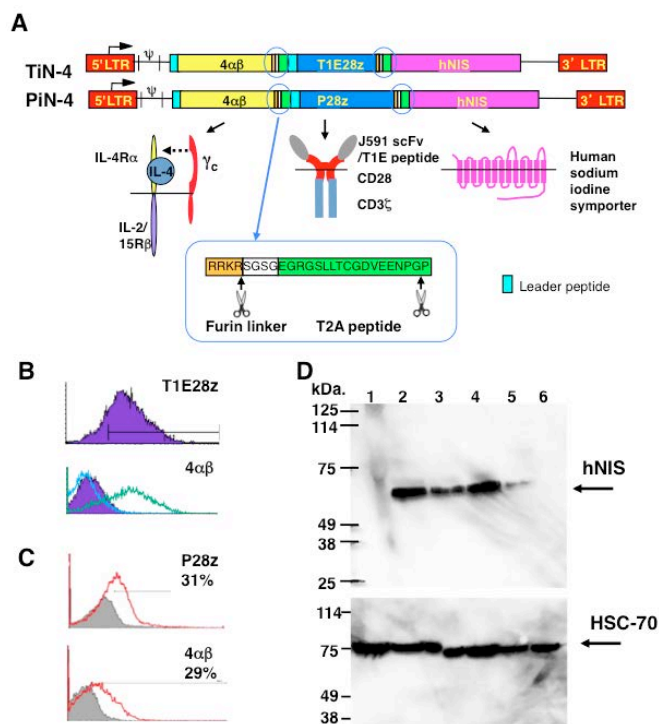 A
TiN-4
5'LTR
ψ
4αβ
T1E28z
hNIS
3' LTR
PiN-4
5'LTR
ψ
4αβ
P28z
hNIS
3' LTR
IL-4Rα
IL-4
γc
IL-2/
15Rβ
J591 scFv
/T1E peptide
CD28
CD3ζ
Human
sodium
iodine
symporter
RRKRSGSGEGRGSLLTCGDVEENPGP
Furin linker
T2A peptide
Leader peptide
B
T1E28z
4αβ
C
P28z
31%
4αβ
29%
D
kDa. 1 2 3 4 5 6
125
114
75
49
38
25
hNIS
114
75
49
38
HSC-70